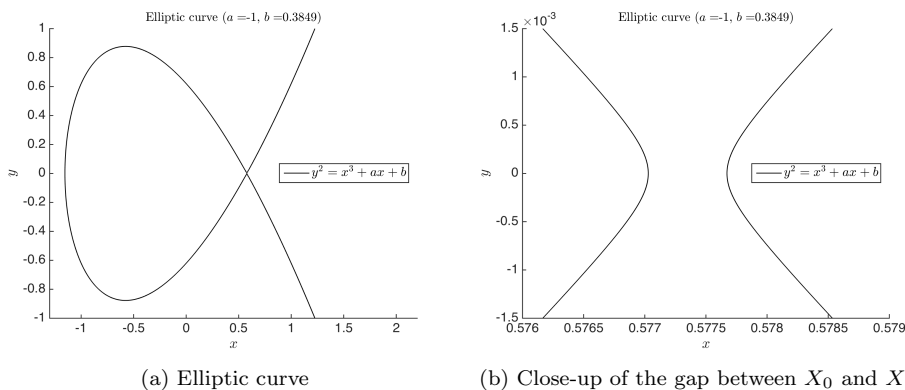 Elliptic curve (a =-1, b =0.3849)
1
0.8
0.6
0.4
0.2
0
-0.2
-0.4
-0.6
-0.8
-1
y
-1 -0.5 0 0.5 1 1.5 2
x
y² = x³ + ax + b
(a) Elliptic curve
Elliptic curve (a =-1, b =0.3849)
×10⁻³
1.5
1
0.5
0
-0.5
-1
-1.5
y
0.576 0.5765 0.577 0.5775 0.578 0.5785 0.579
x
y² = x³ + ax + b
(b) Close-up of the gap between X₀ and X